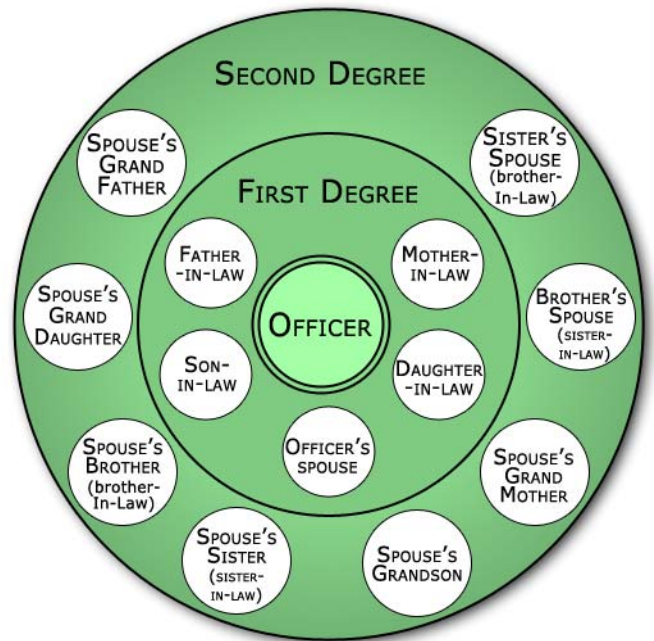 SECOND DEGREE
SPOUSE'S
GRAND
FATHER
SISTER'S
SPOUSE
(brother-
In-Law)
FIRST DEGREE
FATHER
-IN-LAW
MOTHER-
IN-LAW
SPOUSE'S
GRAND
DAUGHTER
OFFICER
BROTHER'S
SPOUSE
(SISTER-
IN-LAW)
SON-
IN-LAW
DAUGHTER
-IN-LAW
OFFICER'S
SPOUSE
SPOUSE'S
BROTHER
(brother-
In-Law)
SPOUSE'S
GRAND
MOTHER
SPOUSE'S
SISTER
(SISTER-
IN-LAW)
SPOUSE'S
GRANDSON